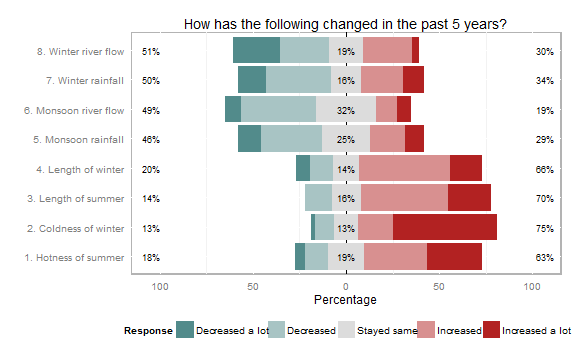 How has the following changed in the past 5 years?
8. Winter river flow 51% 19% 30%
7. Winter rainfall 50% 16% 34%
6. Monsoon river flow 49% 32% 19%
5. Monsoon rainfall 46% 25% 29%
4. Length of winter 20% 14% 66%
3. Length of summer 14% 16% 70%
2. Coldness of winter 13% 13% 75%
1. Hotness of summer 18% 19% 63%
100 50 0 50 100
Percentage
Response Decreased a lot Decreased Stayed same Increased Increased a lot